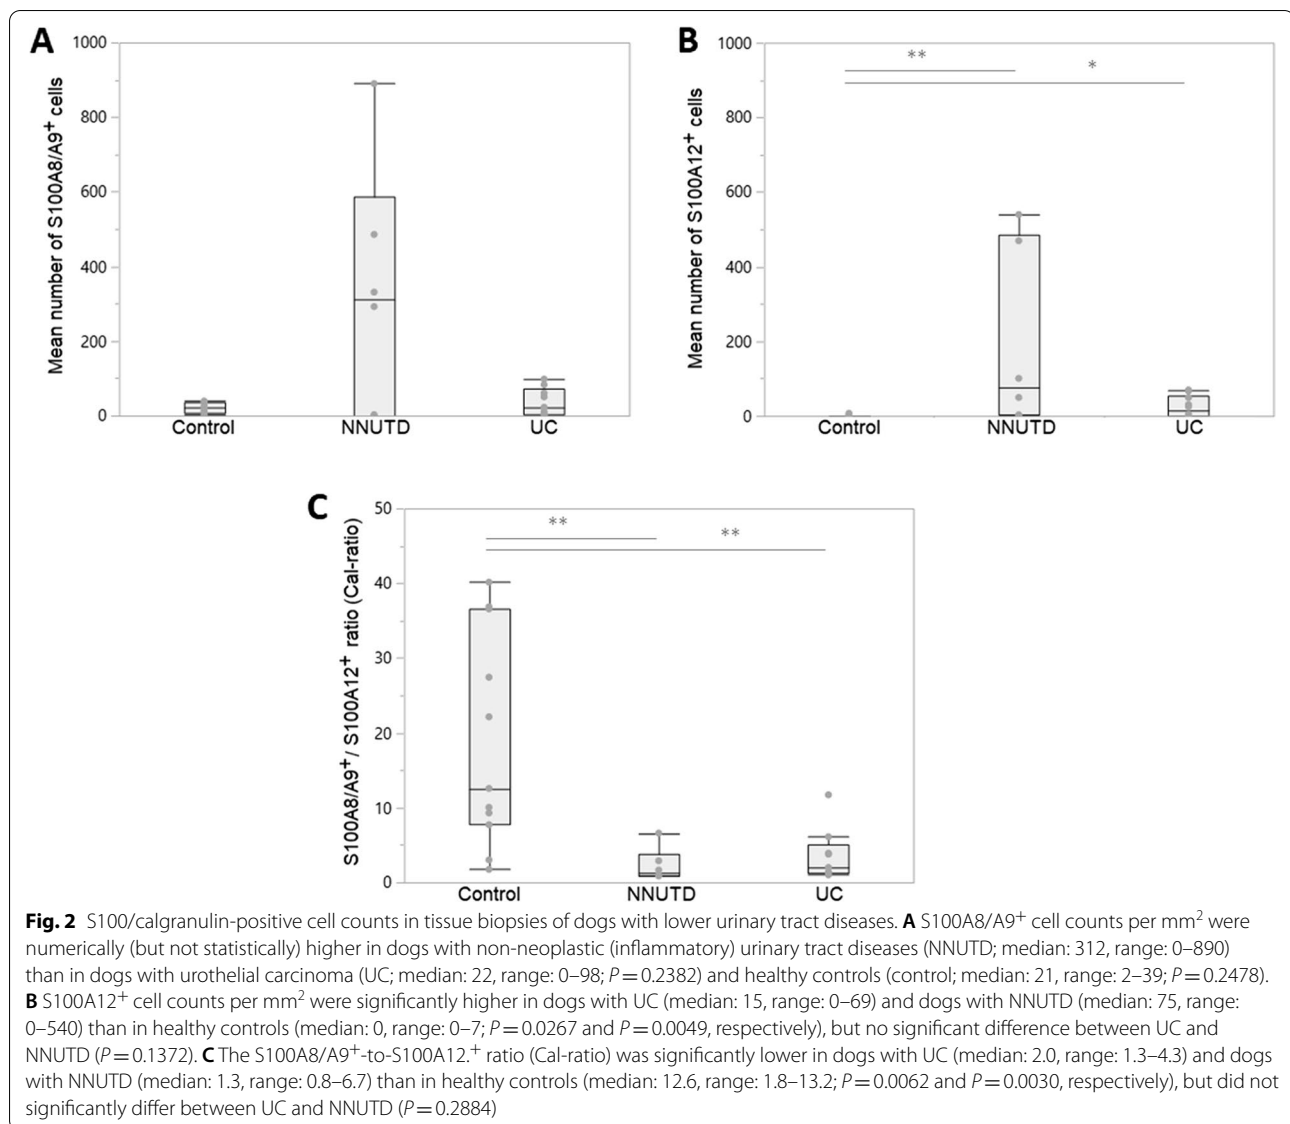 A
1000
800
600
400
200
0
Mean number of S100A8/A9+ cells
Control NNUTD UC
B
1000
800
600
400
200
0
Mean number of S100A12+ cells
**
*
Control NNUTD UC
C
50
40
30
20
10
0
S100A8/A9+/ S100A12+ ratio (Cal-ratio)
**
**
Control NNUTD UC
Fig. 2 S100/calgranulin-positive cell counts in tissue biopsies of dogs with lower urinary tract diseases. A S100A8/A9+ cell counts per mm2 were
numerically (but not statistically) higher in dogs with non-neoplastic (inflammatory) urinary tract diseases (NNUTD; median: 312, range: 0–890)
than in dogs with urothelial carcinoma (UC; median: 22, range: 0–98; P = 0.2382) and healthy controls (control; median: 21, range: 2–39; P = 0.2478).
B S100A12+ cell counts per mm2 were significantly higher in dogs with UC (median: 15, range: 0–69) and dogs with NNUTD (median: 75, range:
0–540) than in healthy controls (median: 0, range: 0–7; P = 0.0267 and P = 0.0049, respectively), but no significant difference between UC and
NNUTD (P = 0.1372). C The S100A8/A9+-to-S100A12.+ ratio (Cal-ratio) was significantly lower in dogs with UC (median: 2.0, range: 1.3–4.3) and dogs
with NNUTD (median: 1.3, range: 0.8–6.7) than in healthy controls (median: 12.6, range: 1.8–13.2; P = 0.0062 and P = 0.0030, respectively), but did not
significantly differ between UC and NNUTD (P = 0.2884)